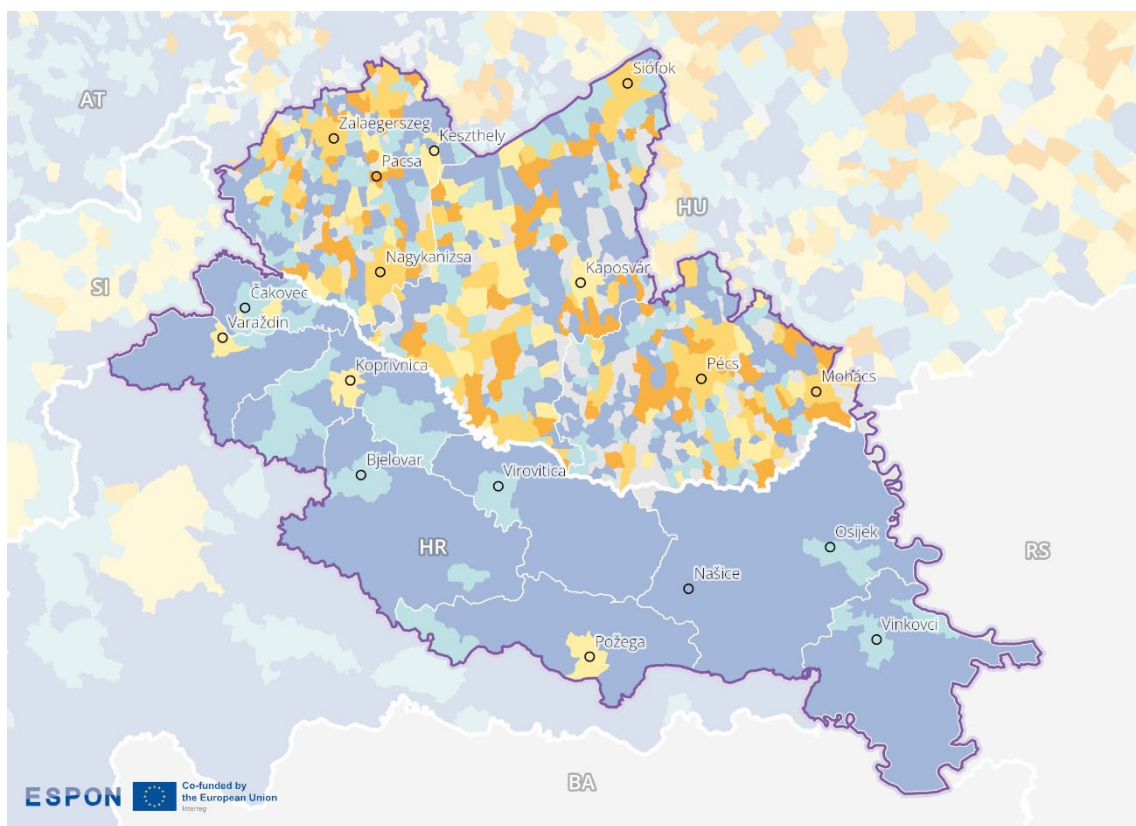 Siófok
AT
Zalaegerszeg
Keszthely
Pacsa
HU
Nagykanizsa
Kaposvár
SI
Čakovec
Varaždin
Koprivnica
Pécs
Mohács
Bjelovar
Virovitica
HR
Osijek
RS
Našice
Vinkovci
Požega
BA
ESPON
Co-funded by
the European Union
Interreg